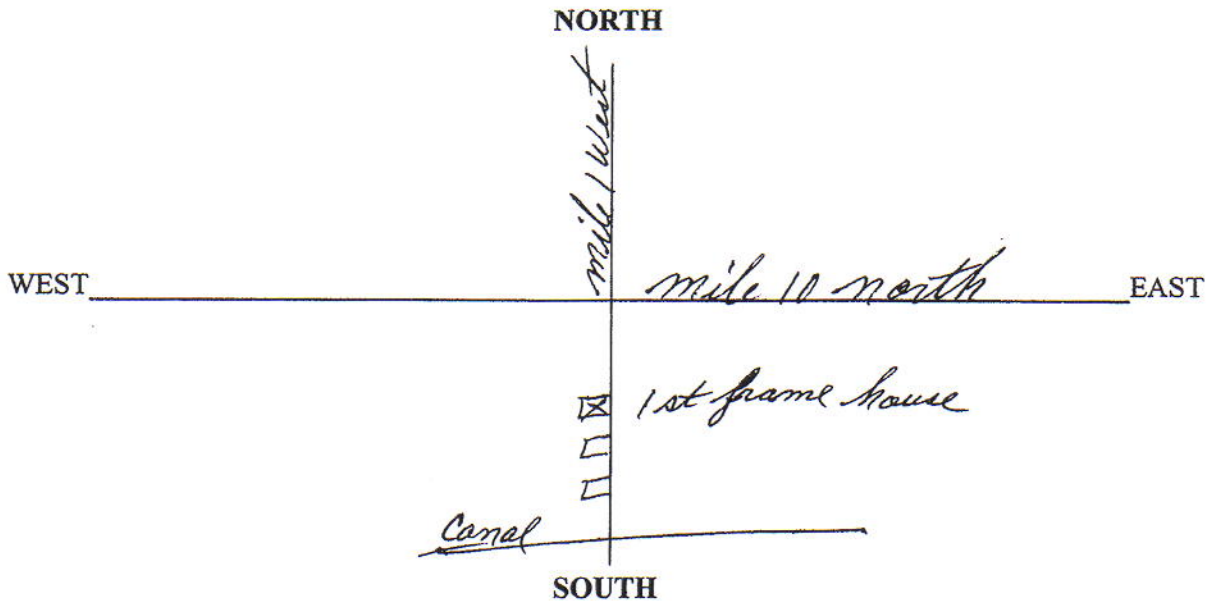 NORTH
mile 1 West
WEST
mile 10 north
EAST
1st frame house
Canal
SOUTH